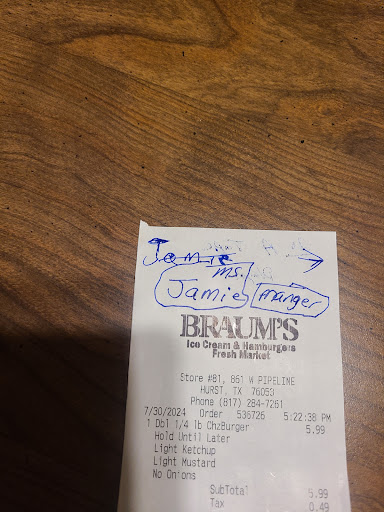 Jamie
ms.
Jamie manger
BRAUM'S
Ice Cream & Hamburgers
Fresh Market
Store #81, 861 W PIPELINE
HURST, TX 76053
Phone (817) 284-7261
7/30/2024 Order 536726 5:22:38 PM
1 Dbl 1/4 lb ChzBurger 5.99
Hold Until Later
Light Ketchup
Light Mustard
No Onions
SubTotal 5.99
Tax 0.49